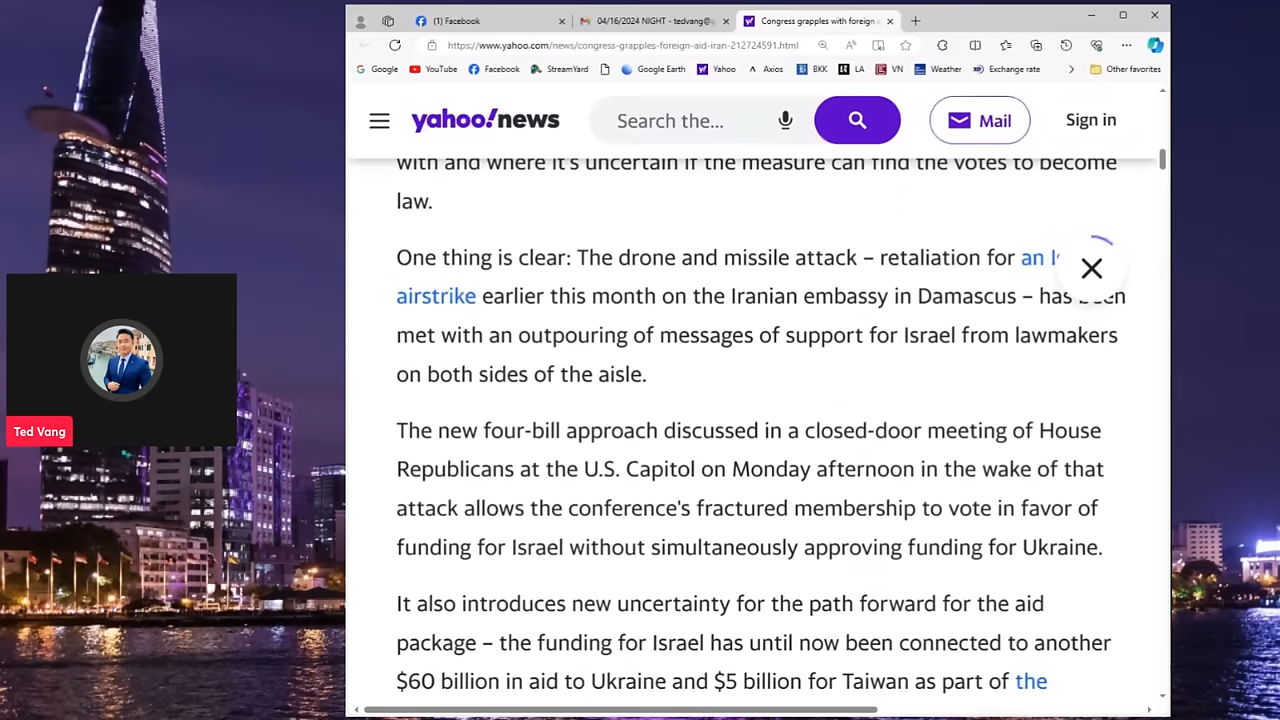 (1) Facebook
04/16/2024 NIGHT - tedvang@
Congress grapples with foreign
https://www.yahoo.com/news/congress-grapples-foreign-aid-iran-212724591.html
Google YouTube Facebook StreamYard Google Earth Yahoo Axios BKK LA VN Weather Exchange rate Other favorites
yahoo!news
Search the...
Mail
Sign in
with and where it's uncertain if the measure can find the votes to become
law.
One thing is clear: The drone and missile attack – retaliation for an
airstrike earlier this month on the Iranian embassy in Damascus – has been
met with an outpouring of messages of support for Israel from lawmakers
on both sides of the aisle.
The new four-bill approach discussed in a closed-door meeting of House
Republicans at the U.S. Capitol on Monday afternoon in the wake of that
attack allows the conference's fractured membership to vote in favor of
funding for Israel without simultaneously approving funding for Ukraine.
It also introduces new uncertainty for the path forward for the aid
package – the funding for Israel has until now been connected to another
$60 billion in aid to Ukraine and $5 billion for Taiwan as part of the
Ted Vang